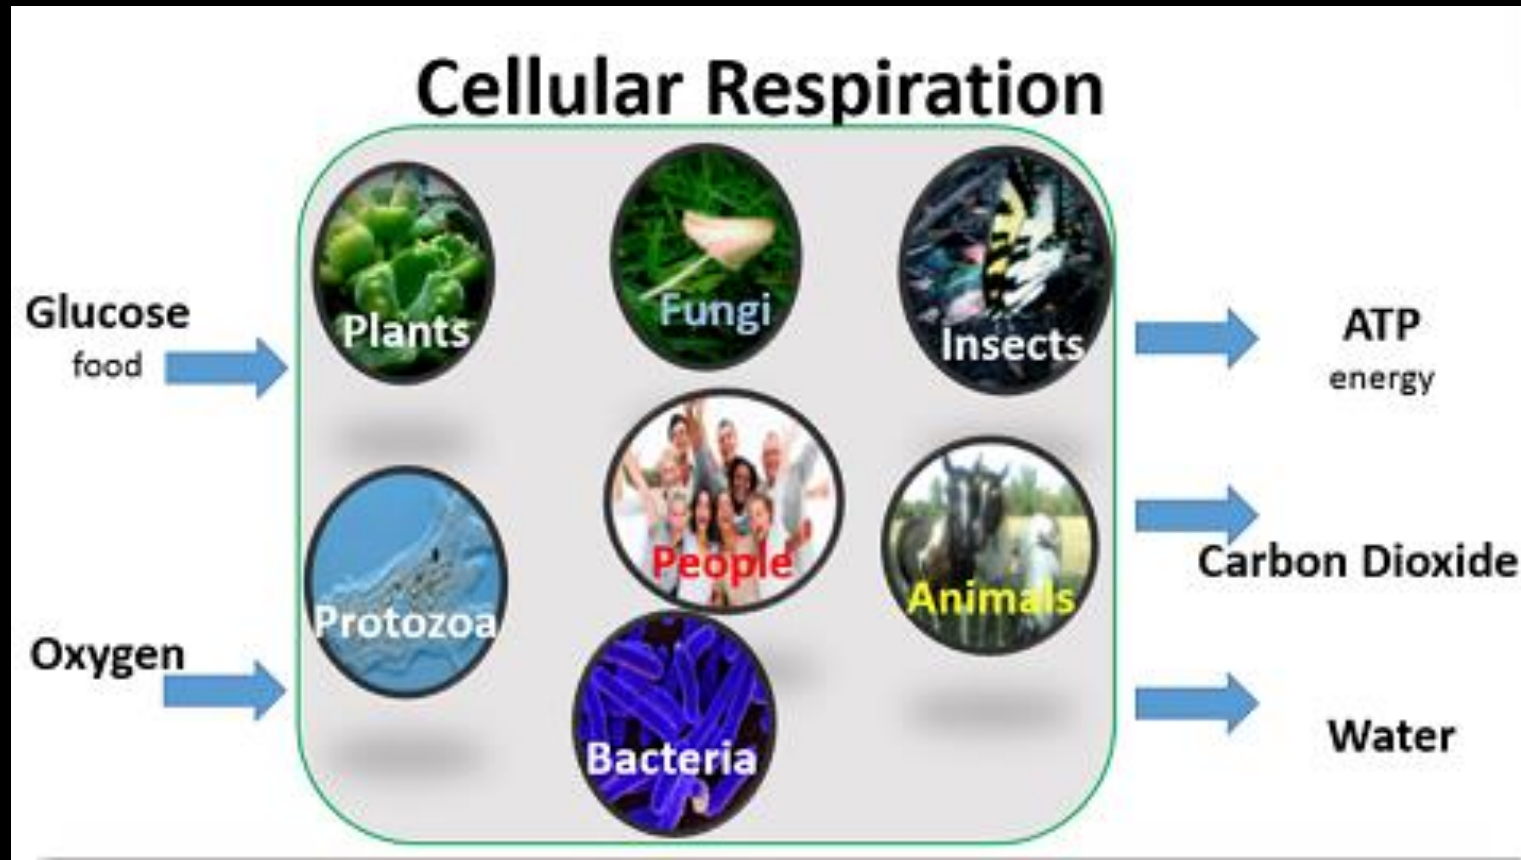 Cellular Respiration
Plants
Fungi
Insects
Glucose
food
ATP
energy
People
Animals
Protozoa
Carbon Dioxide
Oxygen
Bacteria
Water